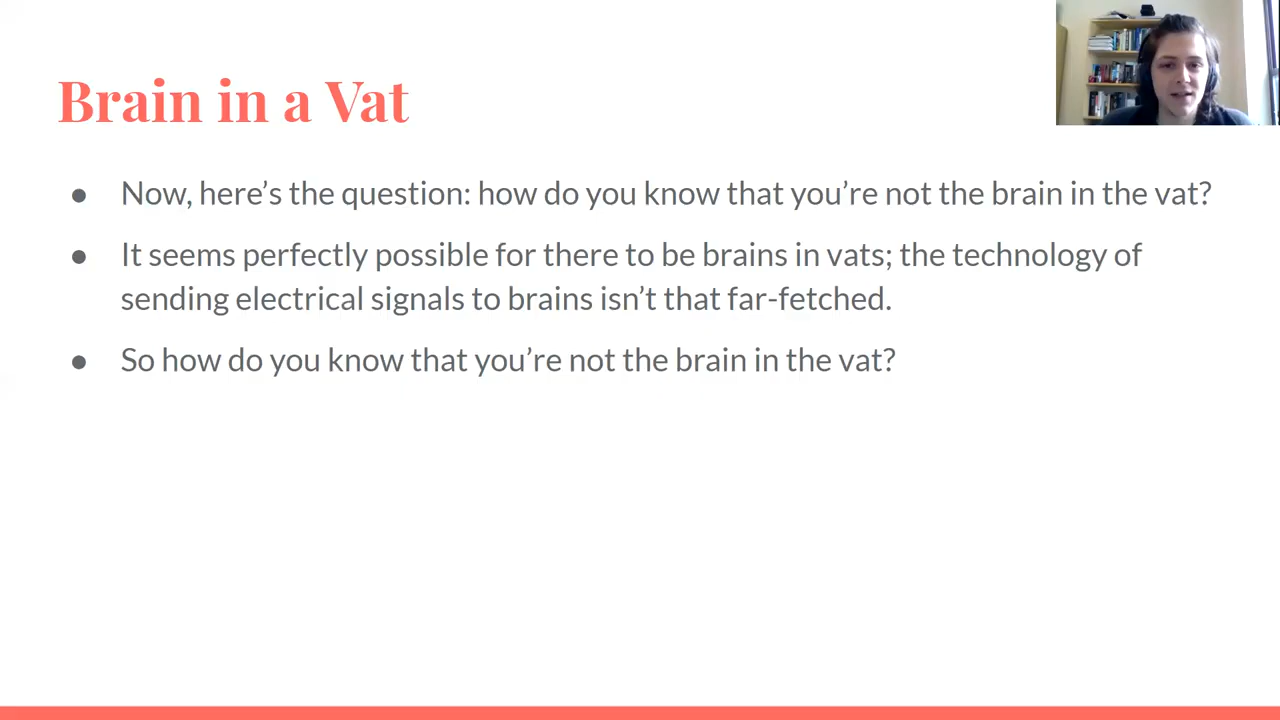 Brain in a Vat
● Now, here’s the question: how do you know that you’re not the brain in the vat?
● It seems perfectly possible for there to be brains in vats; the technology of
sending electrical signals to brains isn’t that far-fetched.
● So how do you know that you’re not the brain in the vat?